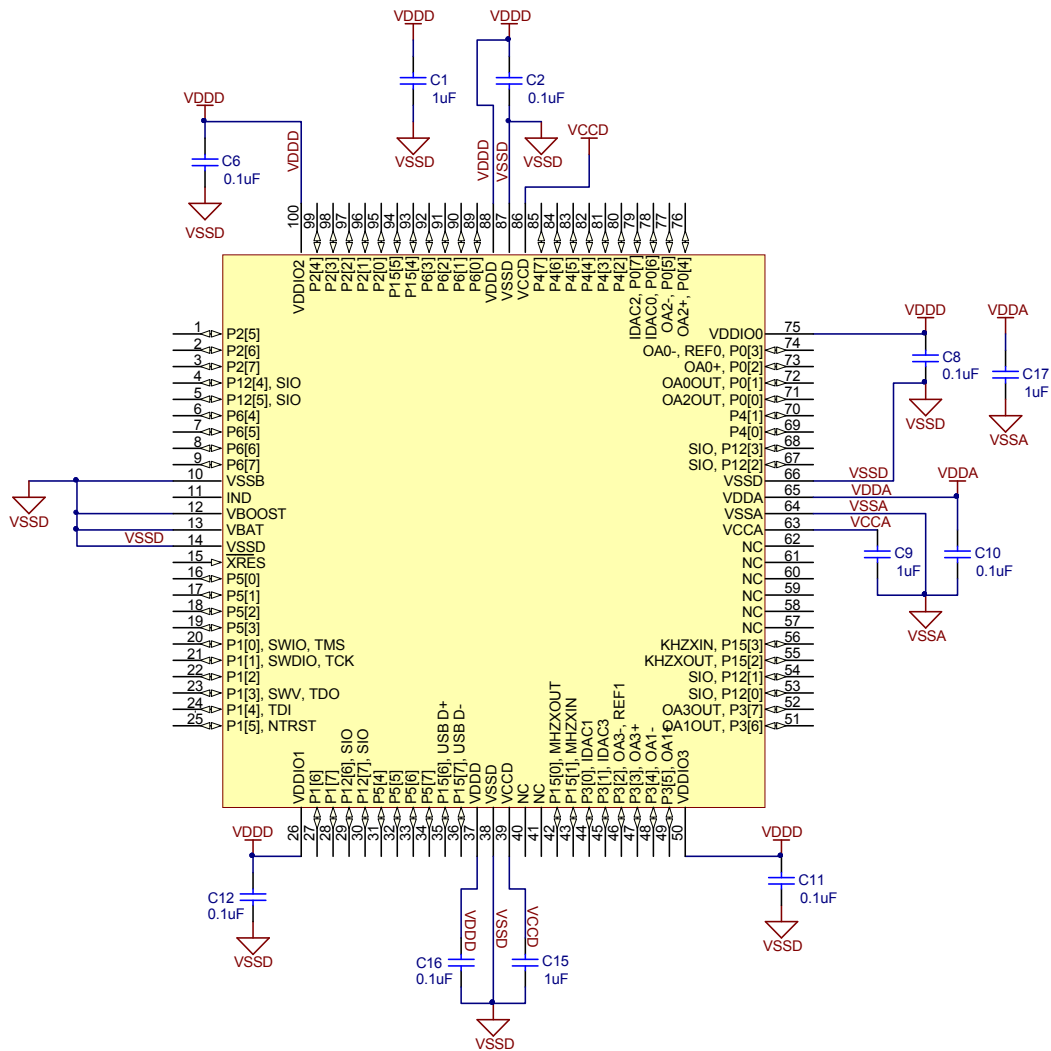 VDDD
C1
1uF
VSSD
VDDD
C2
0.1uF
VSSD
VCCD
VDDD
C6
0.1uF
VSSD
VDDD
VDDD
VSSD
100
99
98
97
96
95
94
93
92
91
90
89
88
87
86
85
84
83
82
81
80
79
78
77
76
VDDIO2
P2[4]
P2[3]
P2[2]
P2[1]
P2[0]
P15[5]
P15[4]
P6[3]
P6[2]
P6[1]
P6[0]
VDDD
VSSD
VCCD
P4[7]
P4[6]
P4[5]
P4[4]
P4[3]
P4[2]
IDAC2, P0[7]
IDAC0, P0[6]
OA2-, P0[5]
OA2+, P0[4]
1 P2[5]
2 P2[6]
3 P2[7]
4 P12[4], SIO
5 P12[5], SIO
6 P6[4]
7 P6[5]
8 P6[6]
9 P6[7]
10 VSSB
11 IND
12 VBOOST
13 VBAT
VSSD 14 VSSD
15 XRES
16 P5[0]
17 P5[1]
18 P5[2]
19 P5[3]
20 P1[0], SWIO, TMS
21 P1[1], SWDIO, TCK
22 P1[2]
23 P1[3], SWV, TDO
24 P1[4], TDI
25 P1[5], NTRST
VSSD
VDDIO0 75
OA0-, REF0, P0[3] 74
OA0+, P0[2] 73
OA0OUT, P0[1] 72
OA2OUT, P0[0] 71
P4[1] 70
P4[0] 69
SIO, P12[3] 68
SIO, P12[2] 67
VSSD 66 VSSD
VDDA 65 VDDA
VSSA 64 VSSA
VCCA 63 VCCA
NC 62
NC 61
NC 60
NC 59
NC 58
NC 57
KHZXIN, P15[3] 56
KHZXOUT, P15[2] 55
SIO, P12[1] 54
SIO, P12[0] 53
OA3OUT, P3[7] 52
OA1OUT, P3[6] 51
VDDD
C8
0.1uF
VSSD
VDDA
C17
1uF
VSSA
VDDA
C9
1uF
C10
0.1uF
VSSA
VDDIO1
P1[6]
P1[7]
P12[6], SIO
P12[7], SIO
P5[4]
P5[5]
P5[6]
P5[7]
P15[6], USB D+
P15[7], USB D-
VDDD
VSSD
VCCD
NC
NC
P15[0], MHZXOUT
P15[1], MHZXIN
P3[0], IDAC1
P3[1], IDAC3
P3[2], OA3-, REF1
P3[3], OA3+
P3[4], OA1-
P3[5], OA1+
VDDIO3
26
27
28
29
30
31
32
33
34
35
36
37
38
39
40
41
42
43
44
45
46
47
48
49
50
VDDD
C12
0.1uF
VSSD
VDDD
VSSD
VCCD
C16
0.1uF
C15
1uF
VSSD
VDDD
C11
0.1uF
VSSD